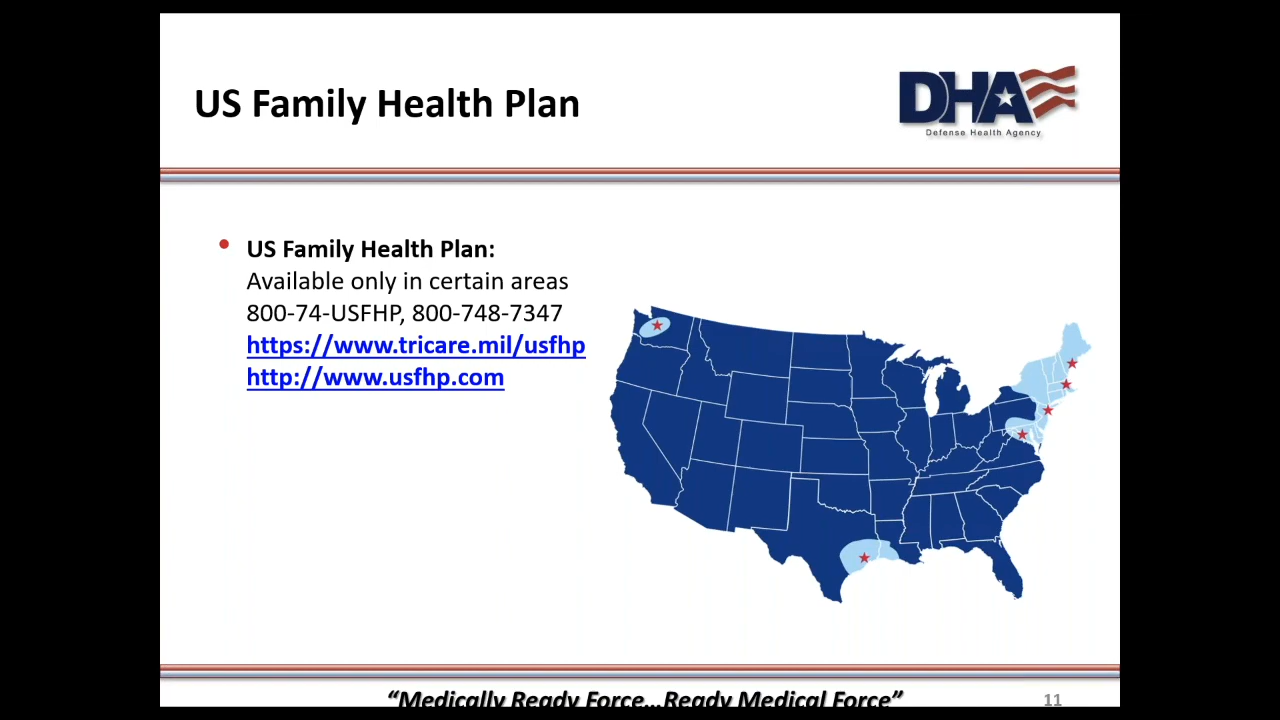 US Family Health Plan
DHA
Defense Health Agency
• US Family Health Plan:
Available only in certain areas
800-74-USFHP, 800-748-7347
https://www.tricare.mil/usfhp
http://www.usfhp.com
“Medically Ready Force…Ready Medical Force”
11